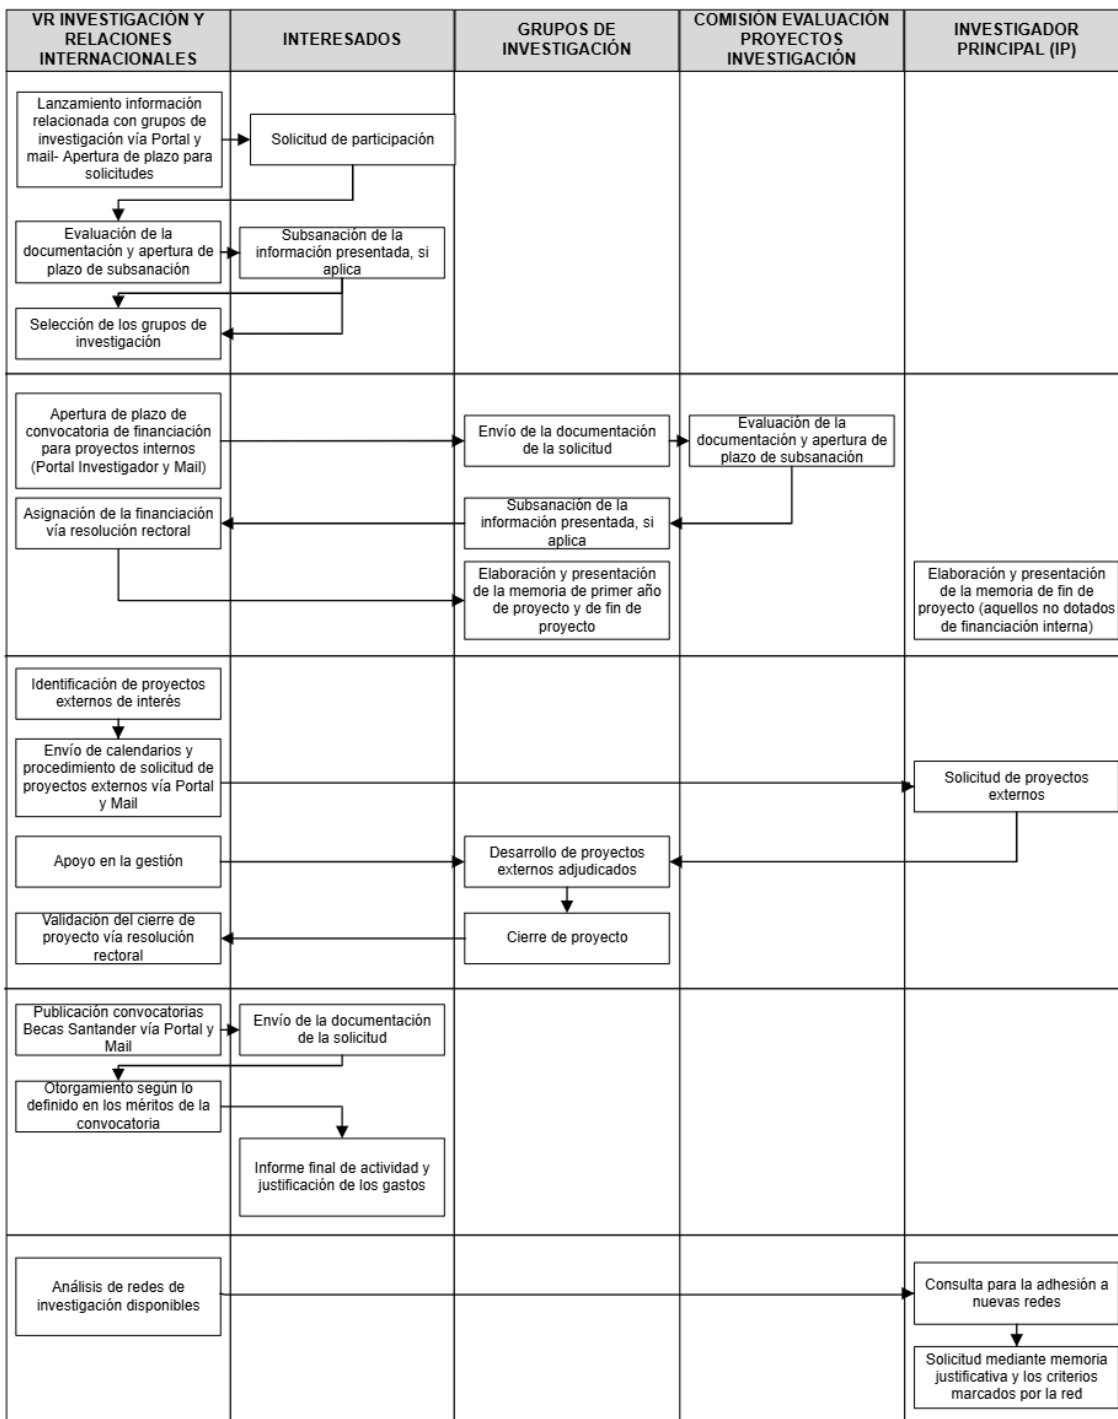 VR INVESTIGACIÓN Y
RELACIONES
INTERNACIONALES
INTERESADOS
GRUPOS DE
INVESTIGACIÓN
COMISIÓN EVALUACIÓN
PROYECTOS
INVESTIGACIÓN
INVESTIGADOR
PRINCIPAL (IP)
Lanzamiento información
relacionada con grupos de
investigación vía Portal y
mail- Apertura de plazo para
solicitudes
Solicitud de participación
Evaluación de la
documentación y apertura de
plazo de subsanación
Subsanación de la
información presentada, si
aplica
Selección de los grupos de
investigación
Apertura de plazo de
convocatoria de financiación
para proyectos internos
(Portal Investigador y Mail)
Envío de la documentación
de la solicitud
Evaluación de la
documentación y apertura de
plazo de subsanación
Asignación de la financiación
vía resolución rectoral
Subsanación de la
información presentada, si
aplica
Elaboración y presentación
de la memoria de primer año
de proyecto y de fin de
proyecto
Elaboración y presentación
de la memoria de fin de
proyecto (aquellos no dotados
de financiación interna)
Identificación de proyectos
externos de interés
Envío de calendarios y
procedimiento de solicitud de
proyectos externos vía Portal
y Mail
Solicitud de proyectos
externos
Apoyo en la gestión
Desarrollo de proyectos
externos adjudicados
Validación del cierre de
proyecto vía resolución
rectoral
Cierre de proyecto
Publicación convocatorias
Becas Santander vía Portal y
Mail
Envío de la documentación
de la solicitud
Otorgamiento según lo
definido en los méritos de la
convocatoria
Informe final de actividad y
justificación de los gastos
Análisis de redes de
investigación disponibles
Consulta para la adhesión a
nuevas redes
Solicitud mediante memoria
justificativa y los criterios
marcados por la red